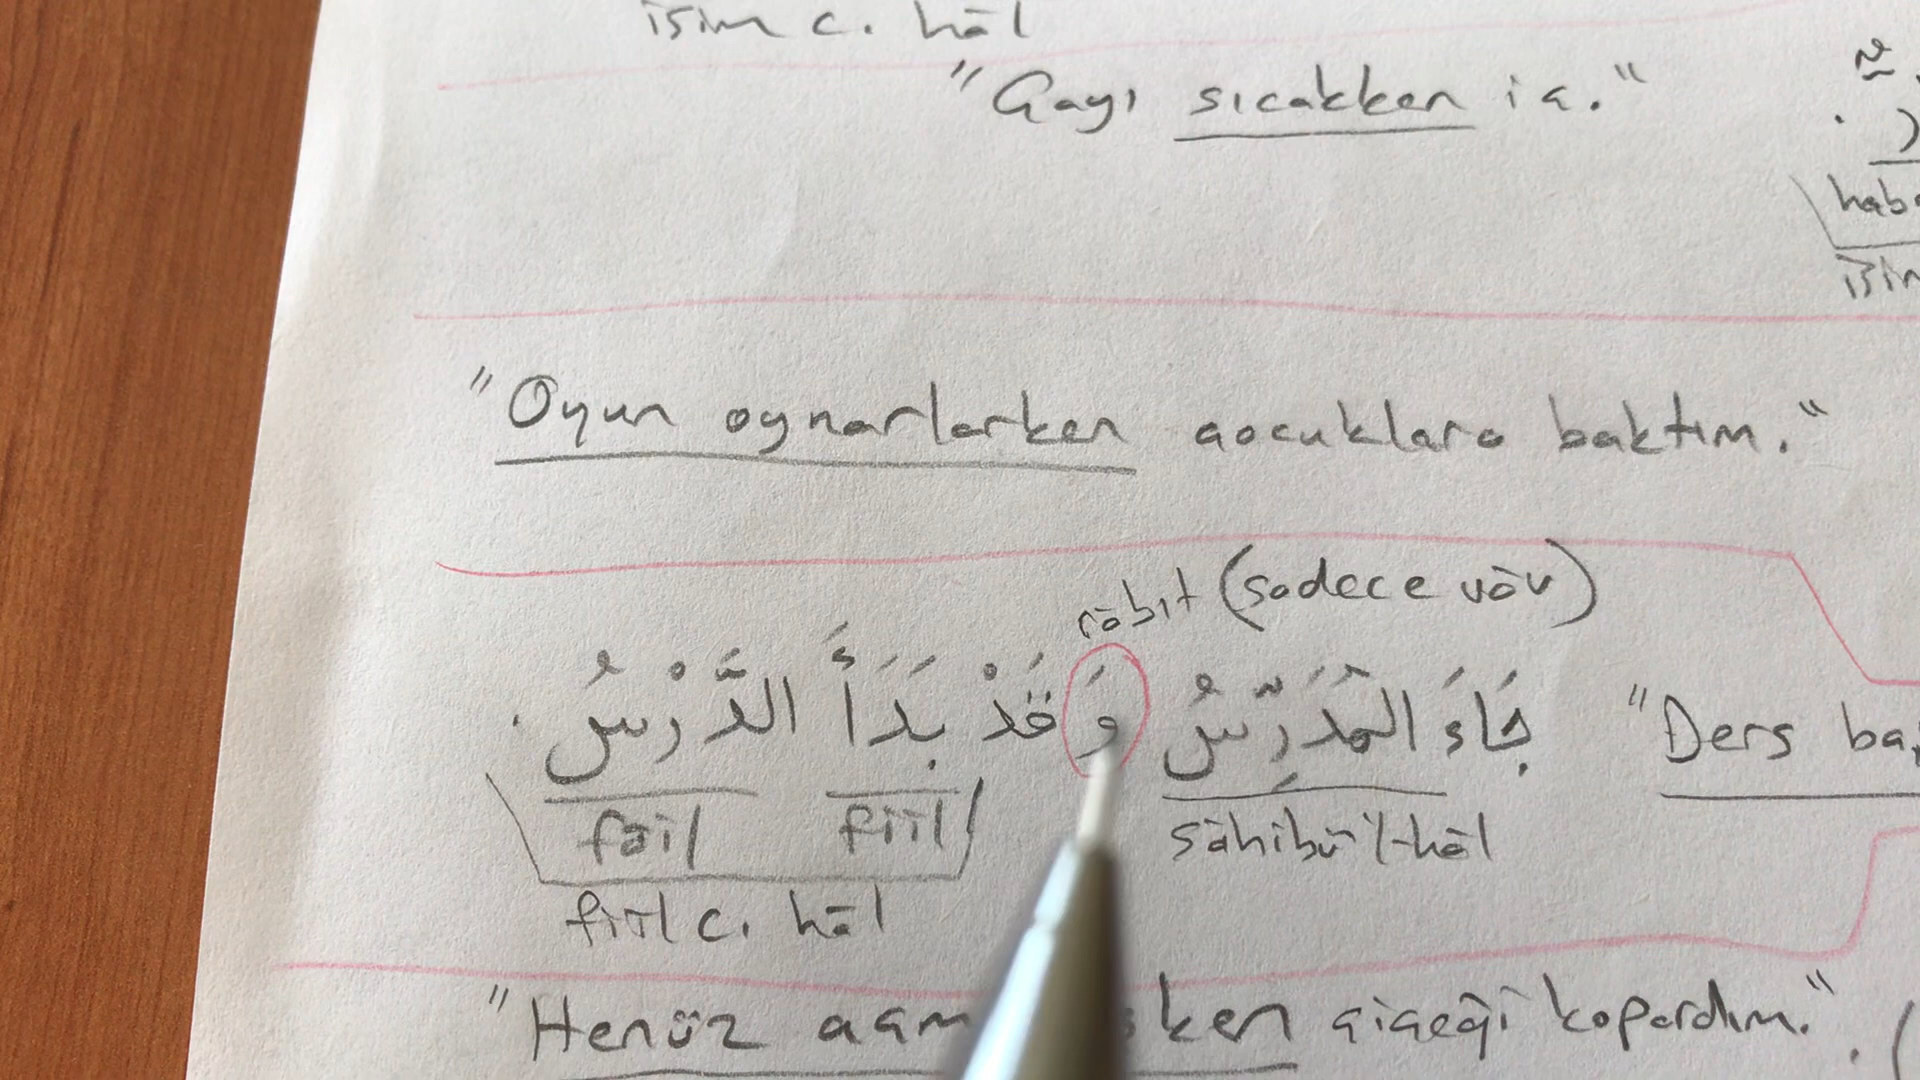 isim c. hâl
"Çayı sıcakken iç."
hab
isim
"Oyun oynarlarken çocuklara baktım."
râbıt (sadece vâv)
جَاءَ الْمُدَرِّسُ وَ قَدْ بَدَأَ الدَّرْسُ . "Ders ba
fâil fiil sâhibü'l-hâl
fiil c. hâl
"Henüz ken çiçeği kopardım."